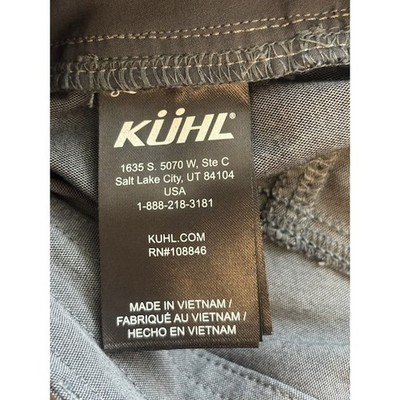 KÜHL®
1635 S. 5070 W, Ste C
Salt Lake City, UT 84104
USA
1-888-218-3181
KUHL.COM
RN#108846
MADE IN VIETNAM /
FABRIQUÉ AU VIETNAM /
HECHO EN VIETNAM